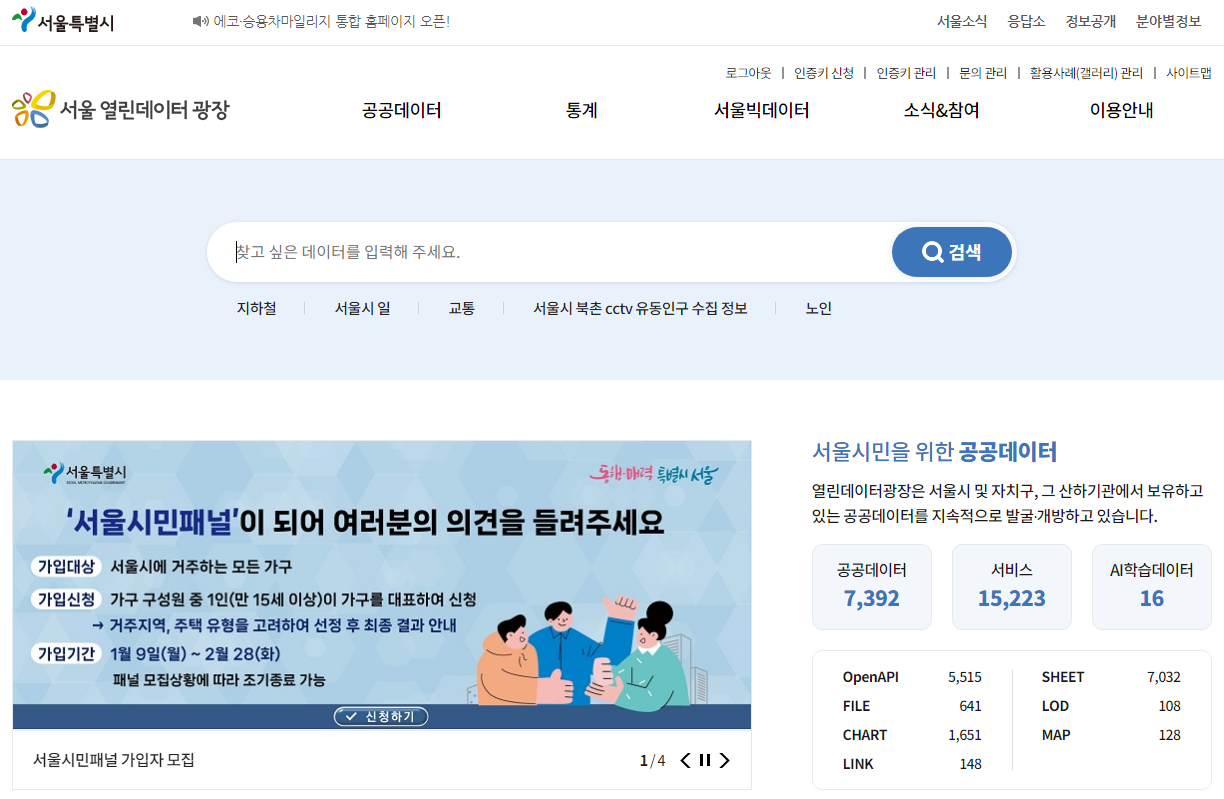 서울특별시
에코·승용차마일리지 통합 홈페이지 오픈!
서울소식 응답소 정보공개 분야별정보
로그아웃 | 인증키 신청 | 인증키 관리 | 문의 관리 | 활용사례(갤러리) 관리 | 사이트맵
서울 열린데이터 광장
공공데이터 통계 서울빅데이터 소식&참여 이용안내
찾고 싶은 데이터를 입력해 주세요.
검색
지하철 서울시 일 교통 서울시 북촌 cctv 유동인구 수집 정보 노인
서울특별시
동행·매력 특별시 서울
'서울시민패널'이 되어 여러분의 의견을 들려주세요
가입대상 서울시에 거주하는 모든 가구
가입신청 가구 구성원 중 1인(만 15세 이상)이 가구를 대표하여 신청
→ 거주지역, 주택 유형을 고려하여 선정 후 최종 결과 안내
가입기간 1월 9일(월) ~ 2월 28(화)
패널 모집상황에 따라 조기종료 가능
신청하기
서울시민패널 가입자 모집
1/4
서울시민을 위한 공공데이터
열린데이터광장은 서울시 및 자치구, 그 산하기관에서 보유하고
있는 공공데이터를 지속적으로 발굴·개방하고 있습니다.
공공데이터 서비스 AI학습데이터
7,392 15,223 16
OpenAPI 5,515 SHEET 7,032
FILE 641 LOD 108
CHART 1,651 MAP 128
LINK 148